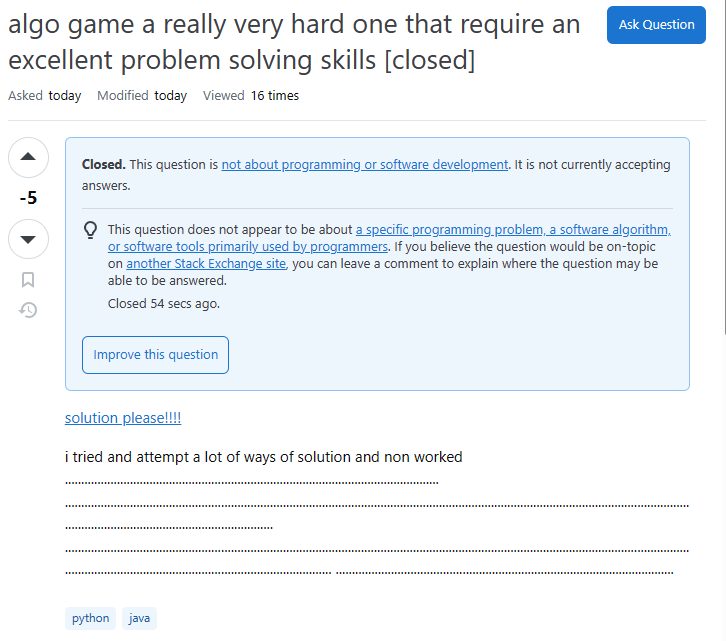 algo game a really very hard one that require an
excellent problem solving skills [closed]
Ask Question
Asked today Modified today Viewed 16 times
-5
Closed. This question is not about programming or software development. It is not currently accepting
answers.
This question does not appear to be about a specific programming problem, a software algorithm,
or software tools primarily used by programmers. If you believe the question would be on-topic
on another Stack Exchange site, you can leave a comment to explain where the question may be
able to be answered.
Closed 54 secs ago.
Improve this question
solution please!!!!
i tried and attempt a lot of ways of solution and non worked
...................................................................................................................
................................................................................................................................................................................................
................................................................
................................................................................................................................................................................................
.................................................................................. ........................................................................................................
python java